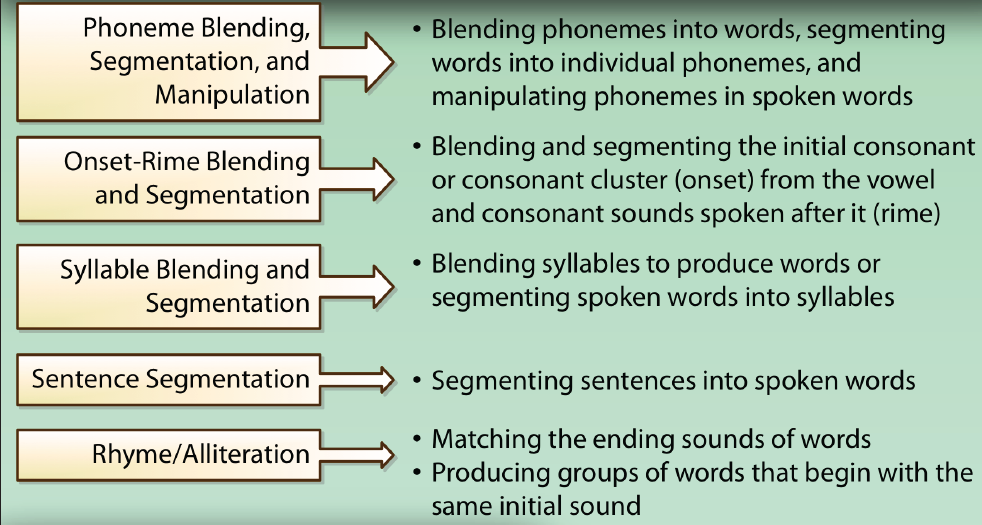 Phoneme Blending,
Segmentation, and
Manipulation
• Blending phonemes into words, segmenting
words into individual phonemes, and
manipulating phonemes in spoken words
Onset-Rime Blending
and Segmentation
• Blending and segmenting the initial consonant
or consonant cluster (onset) from the vowel
and consonant sounds spoken after it (rime)
Syllable Blending and
Segmentation
• Blending syllables to produce words or
segmenting spoken words into syllables
Sentence Segmentation
• Segmenting sentences into spoken words
Rhyme/Alliteration
• Matching the ending sounds of words
• Producing groups of words that begin with the
same initial sound